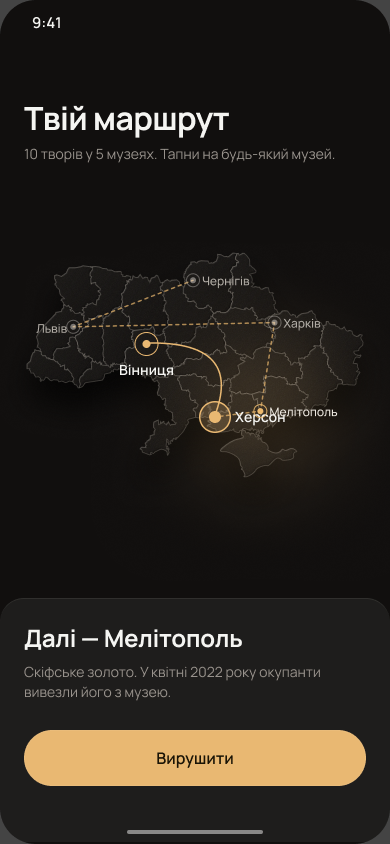 9:41
Твій маршрут
10 творів у 5 музеях. Тапни на будь-який музей.
Чернігів
Львів
Харків
Вінниця
Мелітополь
Херсон
Далі — Мелітополь
Скіфське золото. У квітні 2022 року окупанти
вивезли його з музею.
Вирушити